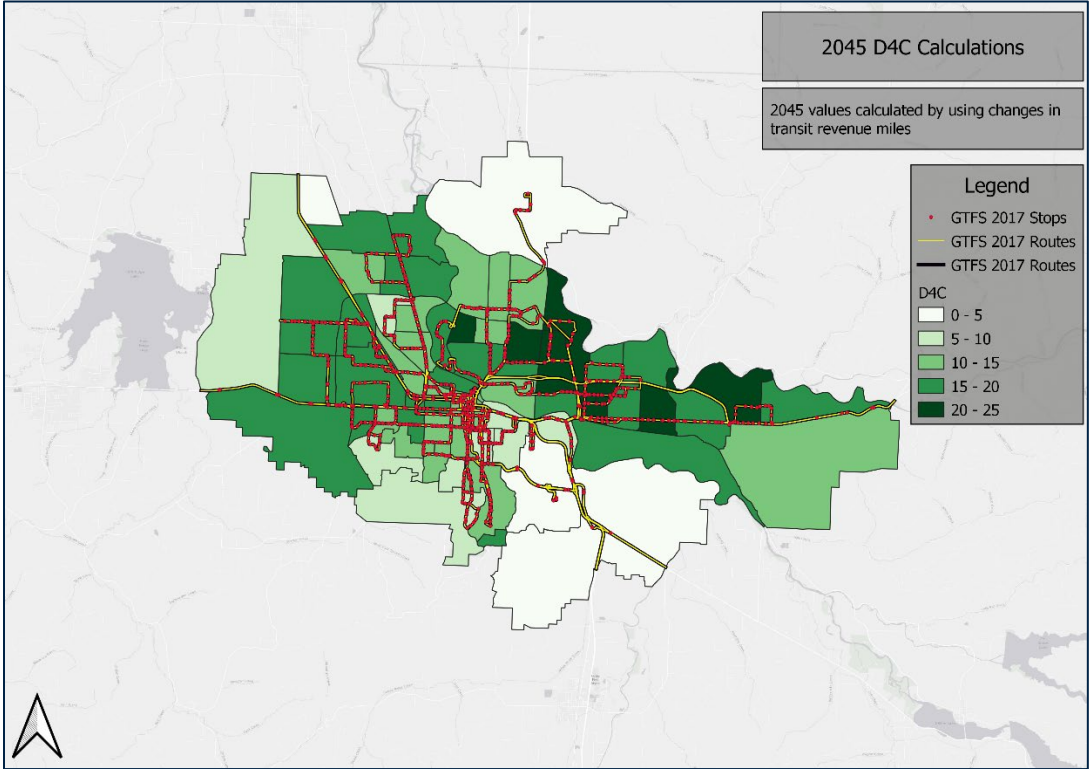 2045 D4C Calculations
2045 values calculated by using changes in
transit revenue miles
Legend
GTFS 2017 Stops
GTFS 2017 Routes
GTFS 2017 Routes
D4C
0 - 5
5 - 10
10 - 15
15 - 20
20 - 25